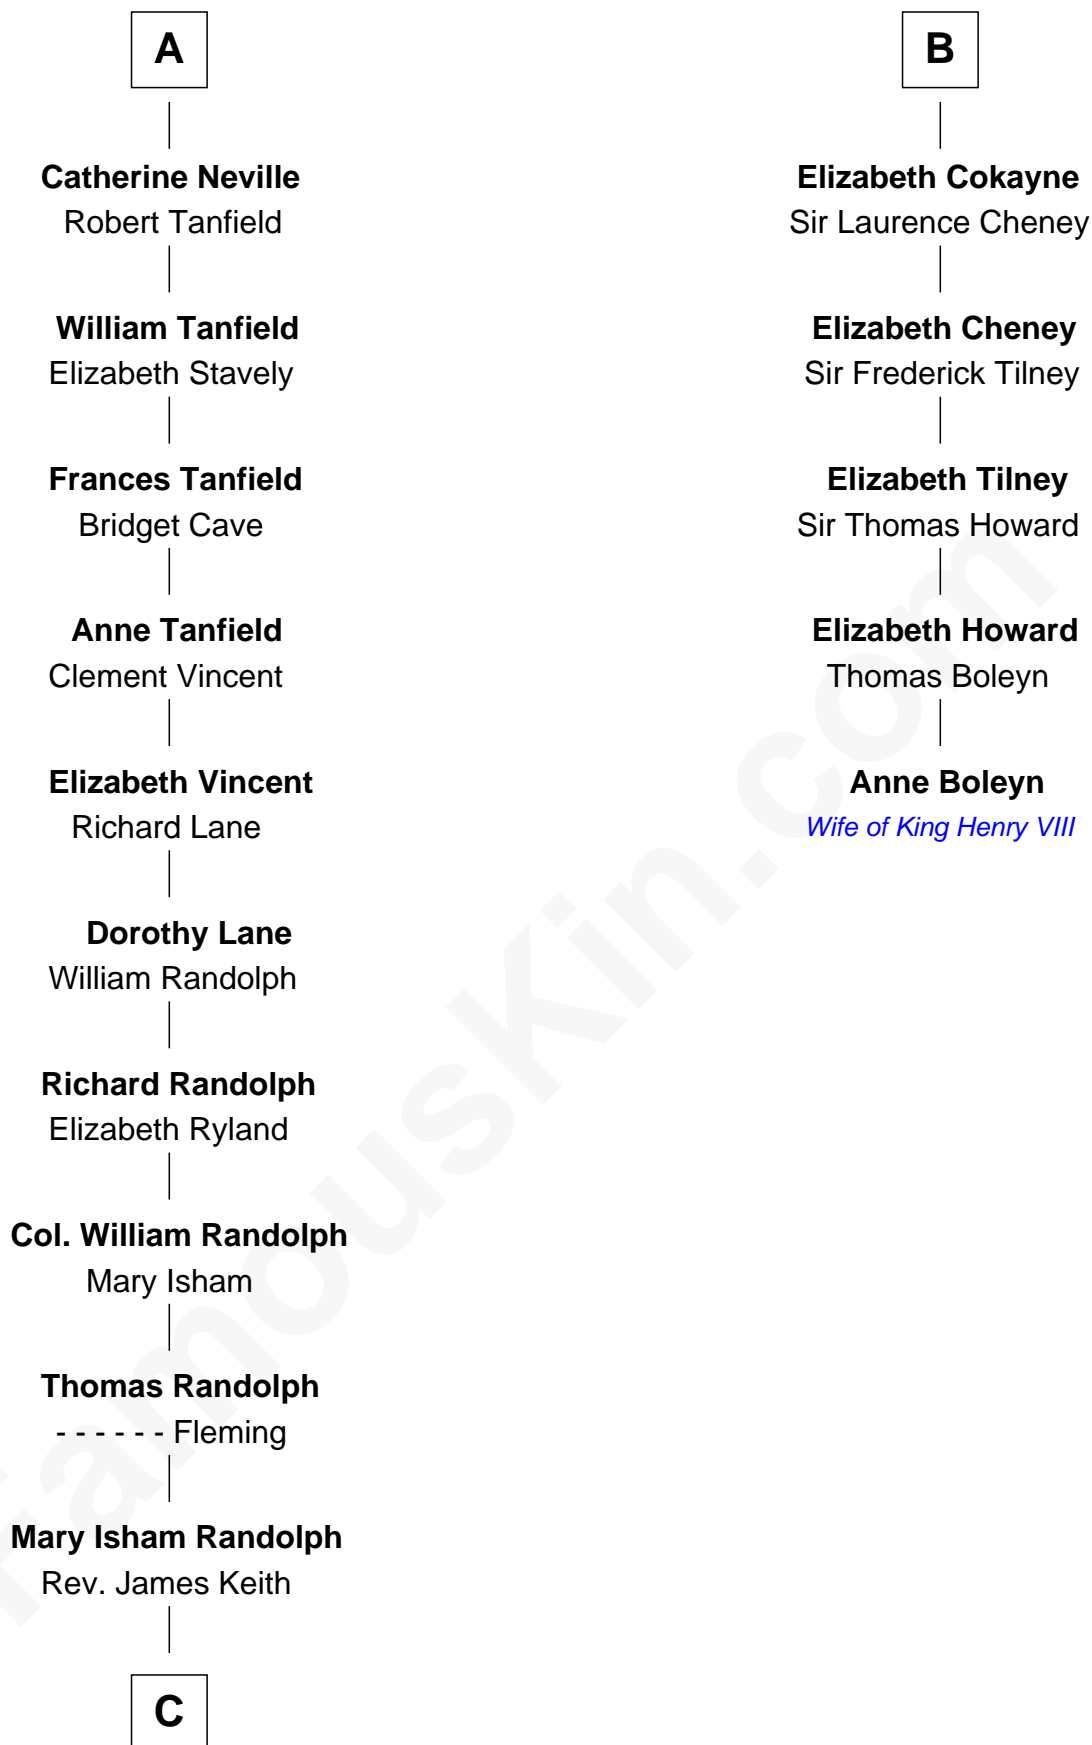 A
Catherine Neville
Robert Tanfield
William Tanfield
Elizabeth Stavely
Frances Tanfield
Bridget Cave
Anne Tanfield
Clement Vincent
Elizabeth Vincent
Richard Lane
Dorothy Lane
William Randolph
Richard Randolph
Elizabeth Ryland
Col. William Randolph
Mary Isham
Thomas Randolph
- - - - - - Fleming
Mary Isham Randolph
Rev. James Keith
C
B
Elizabeth Cokayne
Sir Laurence Cheney
Elizabeth Cheney
Sir Frederick Tilney
Elizabeth Tilney
Sir Thomas Howard
Elizabeth Howard
Thomas Boleyn
Anne Boleyn
Wife of King Henry VIII
FamousKin.com